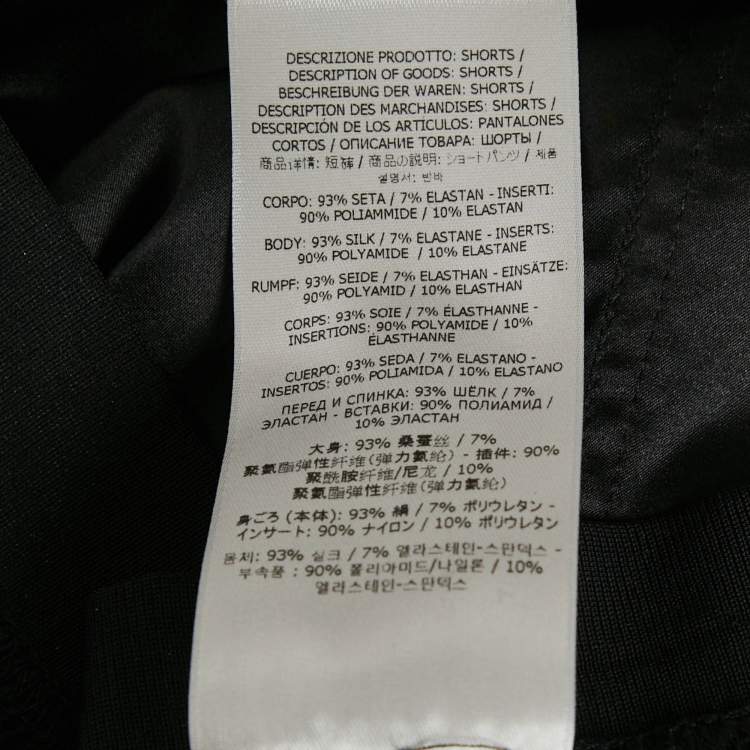 DESCRIZIONE PRODOTTO: SHORTS /
DESCRIPTION OF GOODS: SHORTS /
BESCHREIBUNG DER WAREN: SHORTS /
DESCRIPTION DES MARCHANDISES: SHORTS /
DESCRIPCIÓN DE LOS ARTÍCULOS: PANTALONES
CORTOS / ОПИСАНИЕ ТОВАРА: ШОРТЫ /
商品详情: 短裤 / 商品の説明: ショートパンツ / 제품
설명서: 반바
CORPO: 93% SETA / 7% ELASTAN - INSERTI:
90% POLIAMMIDE / 10% ELASTAN
BODY: 93% SILK / 7% ELASTANE - INSERTS:
90% POLYAMIDE / 10% ELASTANE
RUMPF: 93% SEIDE / 7% ELASTHAN - EINSÄTZE:
90% POLYAMID / 10% ELASTHAN
CORPS: 93% SOIE / 7% ÉLASTHANNE -
INSERTIONS: 90% POLYAMIDE / 10%
ÉLASTHANNE
CUERPO: 93% SEDA / 7% ELASTANO -
INSERTOS: 90% POLIAMIDA / 10% ELASTANO
ПЕРЕД И СПИНКА: 93% ШЁЛК / 7%
ЭЛАСТАН - ВСТАВКИ: 90% ПОЛИАМИД /
10% ЭЛАСТАН
大身: 93% 桑蚕丝 / 7%
聚氨酯弹性纤维(弹力氨纶) - 插件: 90%
聚酰胺纤维/尼龙 / 10%
聚氨酯弹性纤维(弹力氨纶)
身ごろ (本体): 93% 絹 / 7% ポリウレタン -
インサート: 90% ナイロン / 10% ポリウレタン
몸체: 93% 실크 / 7% 엘라스테인-스판덱스 -
부속품 : 90% 폴리아미드/나일론 / 10%
엘라스테인-스판덱스